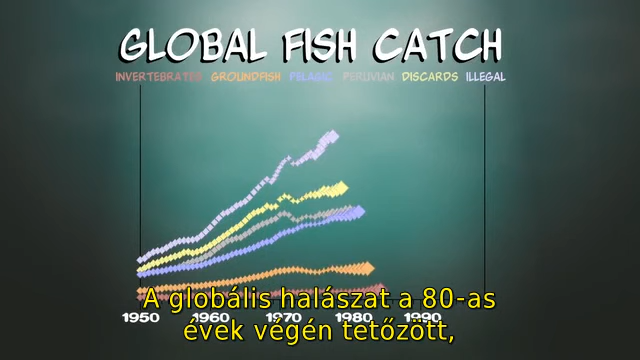 GLOBAL FISH CATCH
INVERTEBRATES GROUNDFISH PELAGIC PERUVIAN DISCARDS ILLEGAL
A globális halászat a 80-as
1950 1960 1970 1980 1990
évek végén tetőzött,